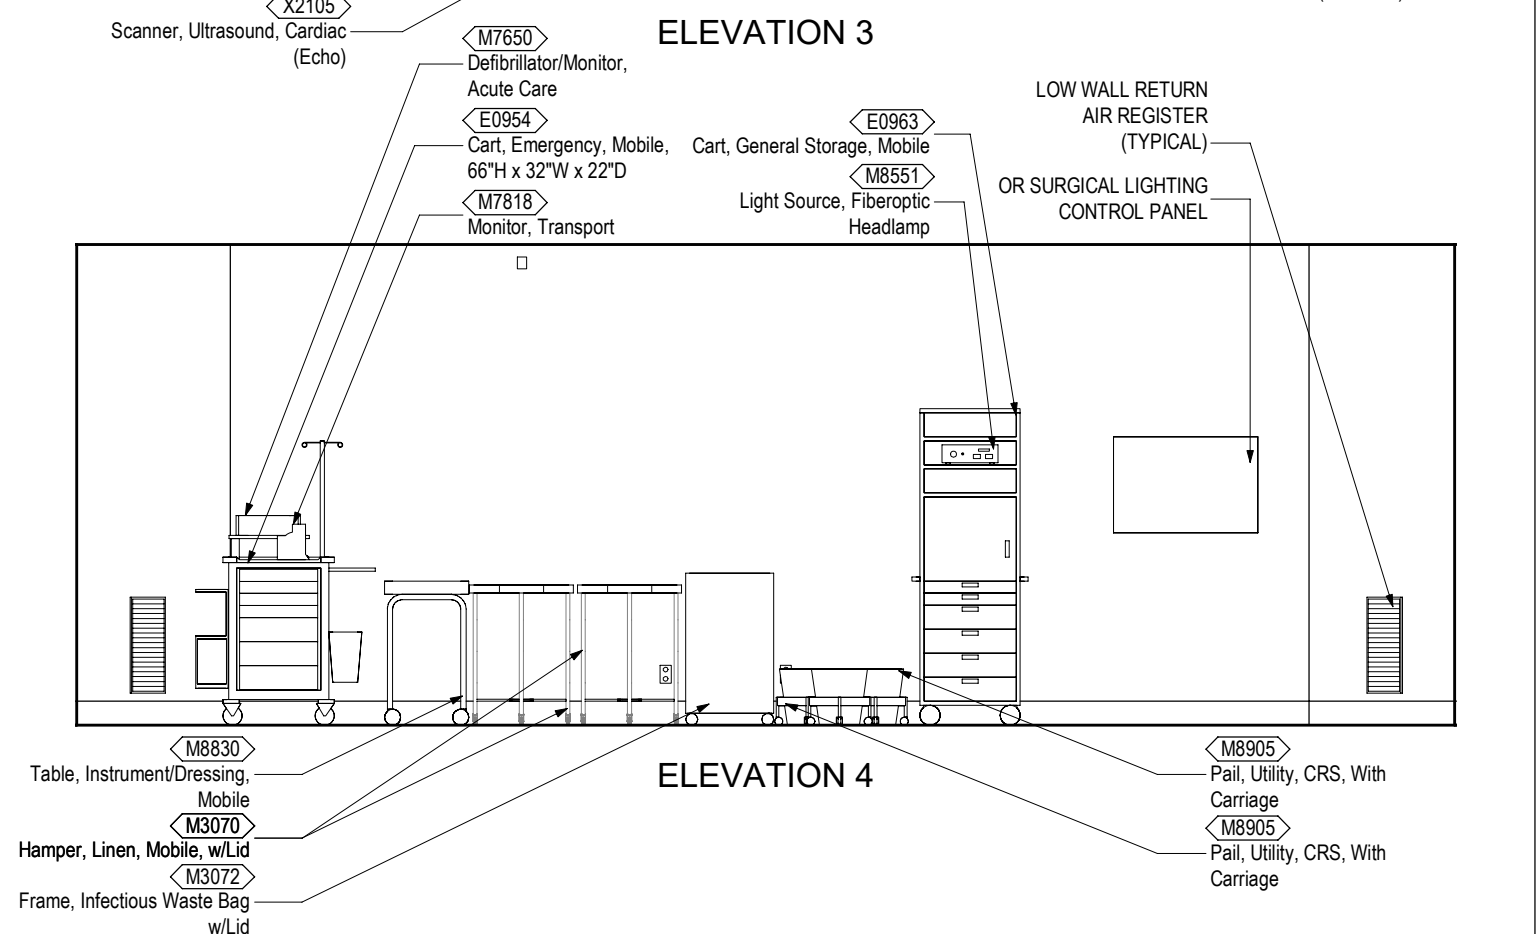 X2105
Scanner, Ultrasound, Cardiac
(Echo)
ELEVATION 3
M7650
Defibrillator/Monitor,
Acute Care
E0954
Cart, Emergency, Mobile,
66"H x 32"W x 22"D
M7818
Monitor, Transport
E0963
Cart, General Storage, Mobile
M8551
Light Source, Fiberoptic
Headlamp
LOW WALL RETURN
AIR REGISTER
(TYPICAL)
OR SURGICAL LIGHTING
CONTROL PANEL
M8830
Table, Instrument/Dressing,
Mobile
M3070
Hamper, Linen, Mobile, w/Lid
M3072
Frame, Infectious Waste Bag
w/Lid
ELEVATION 4
M8905
Pail, Utility, CRS, With
Carriage
M8905
Pail, Utility, CRS, With
Carriage